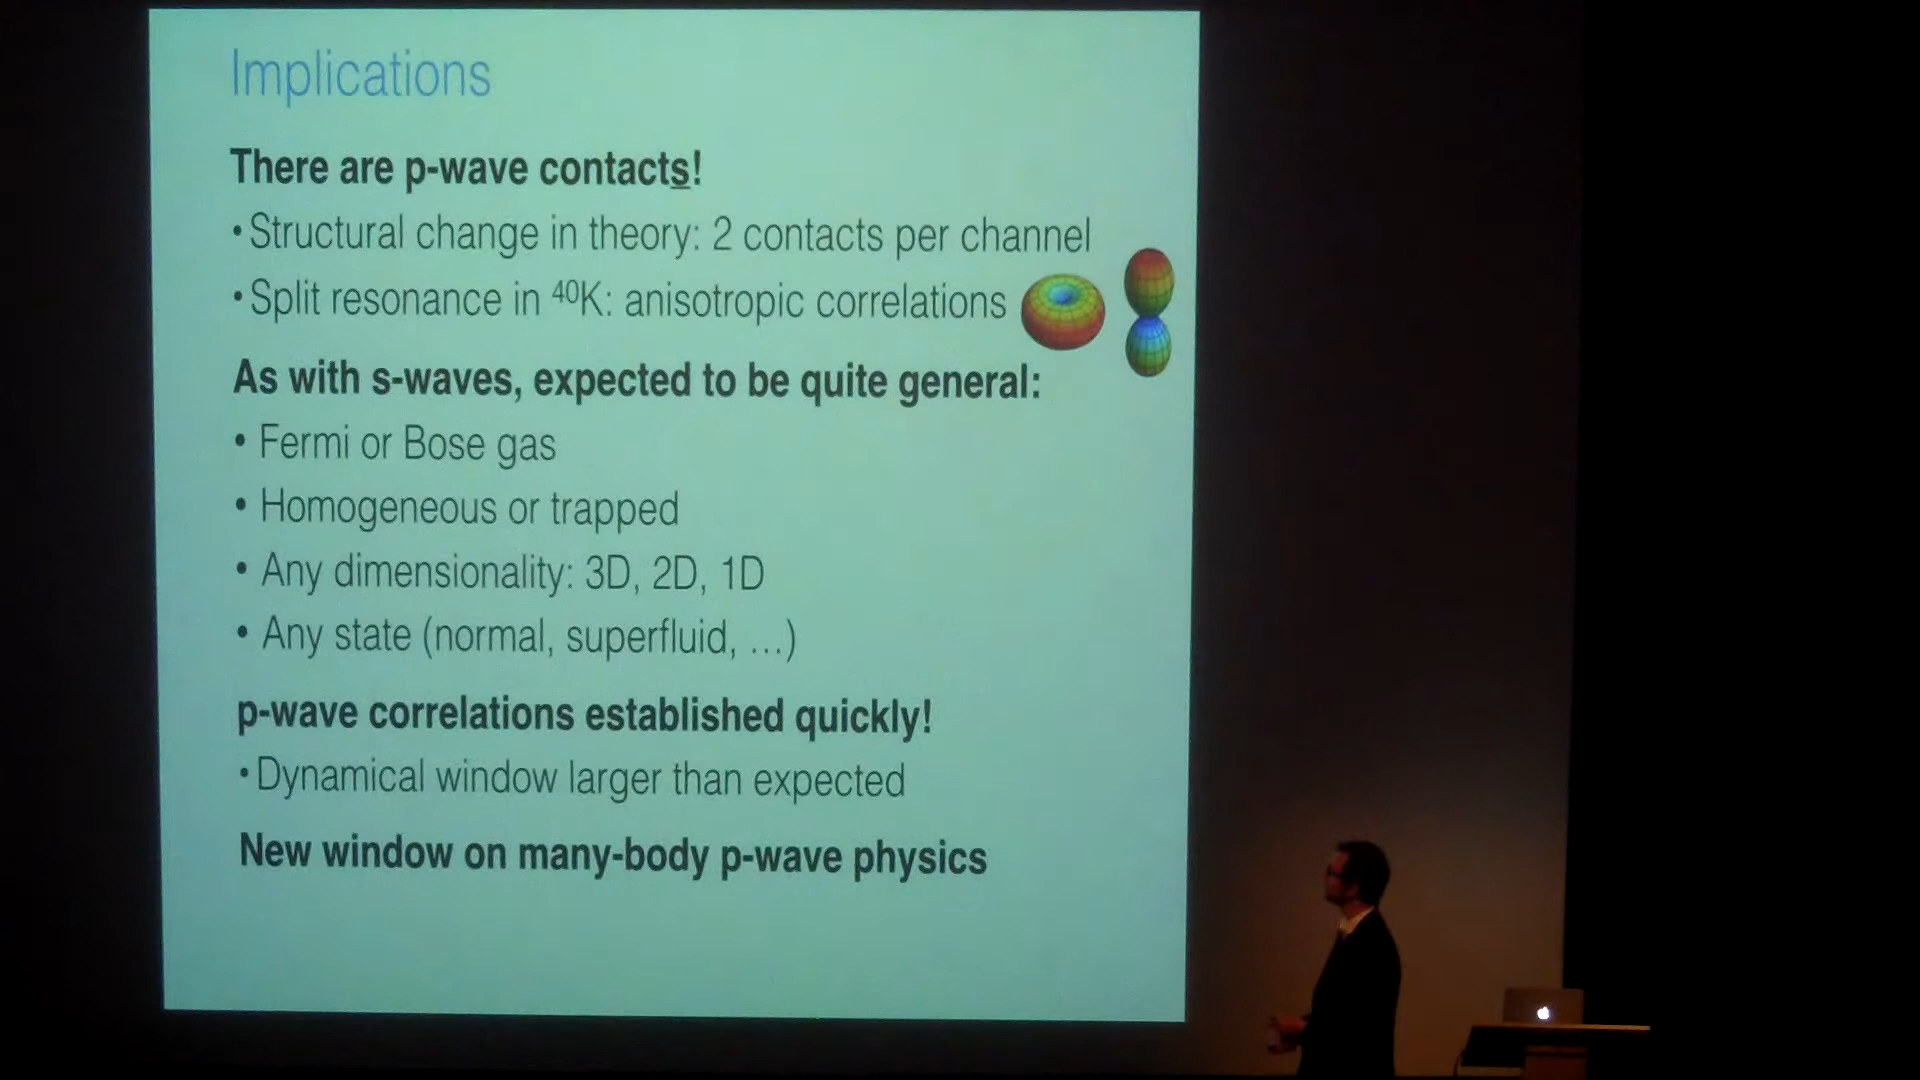 Implications
There are p-wave contacts!
•Structural change in theory: 2 contacts per channel
•Split resonance in ⁴⁰K: anisotropic correlations
As with s-waves, expected to be quite general:
• Fermi or Bose gas
• Homogeneous or trapped
• Any dimensionality: 3D, 2D, 1D
• Any state (normal, superfluid, ...)
p-wave correlations established quickly!
•Dynamical window larger than expected
New window on many-body p-wave physics